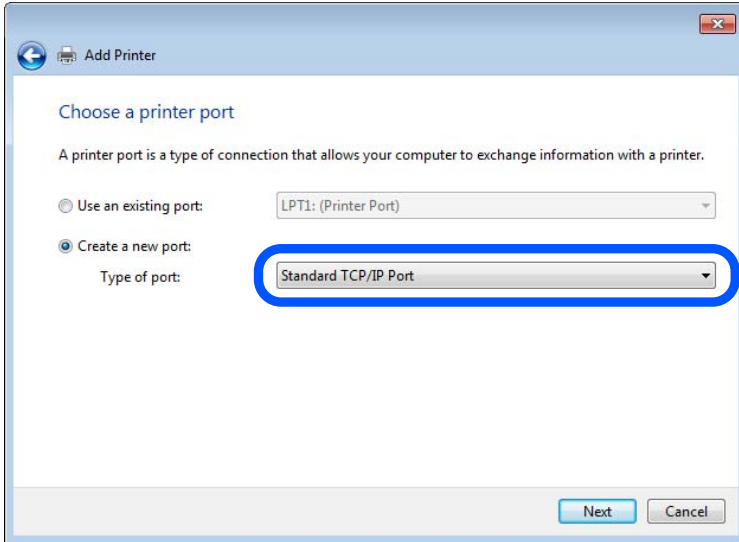 Add Printer
Choose a printer port
A printer port is a type of connection that allows your computer to exchange information with a printer.
Use an existing port: LPT1: (Printer Port)
Create a new port:
Type of port: Standard TCP/IP Port
Next Cancel